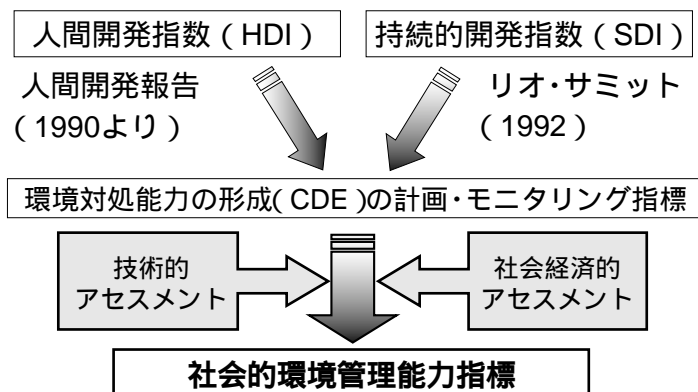 人間開発指数(HDI)
持続的開発指数(SDI)
人間開発報告
(1990より)
リオ・サミット
(1992)
環境対処能力の形成(CDE)の計画・モニタリング指標
技術的
アセスメント
社会経済的
アセスメント
社会的環境管理能力指標